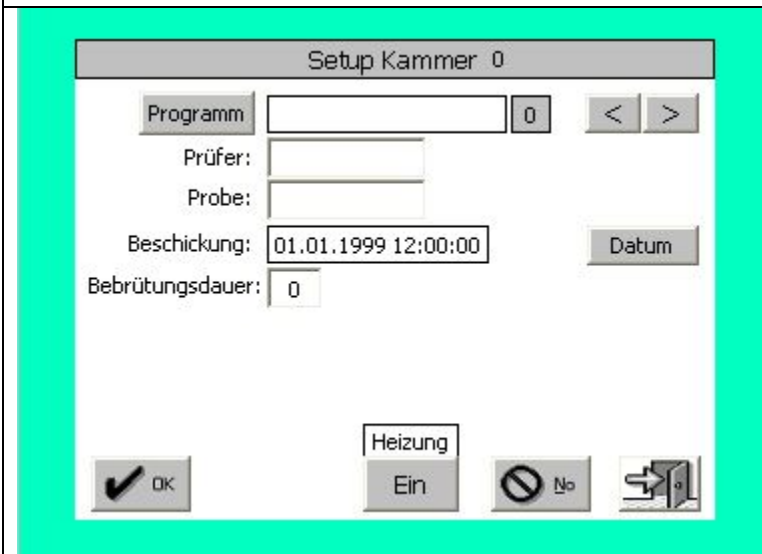 Setup Kammer 0
Programm 0 < >
Prüfer:
Probe:
Beschickung: 01.01.1999 12:00:00 Datum
Bebrütungsdauer: 0
Heizung
OK Ein No